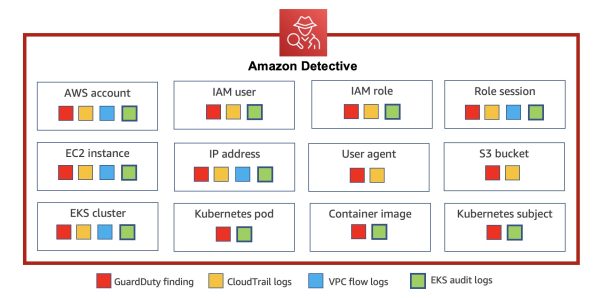 Amazon Detective
AWS account
IAM user
IAM role
Role session
EC2 instance
IP address
User agent
S3 bucket
EKS cluster
Kubernetes pod
Container image
Kubernetes subject
GuardDuty finding
CloudTrail logs
VPC flow logs
EKS audit logs